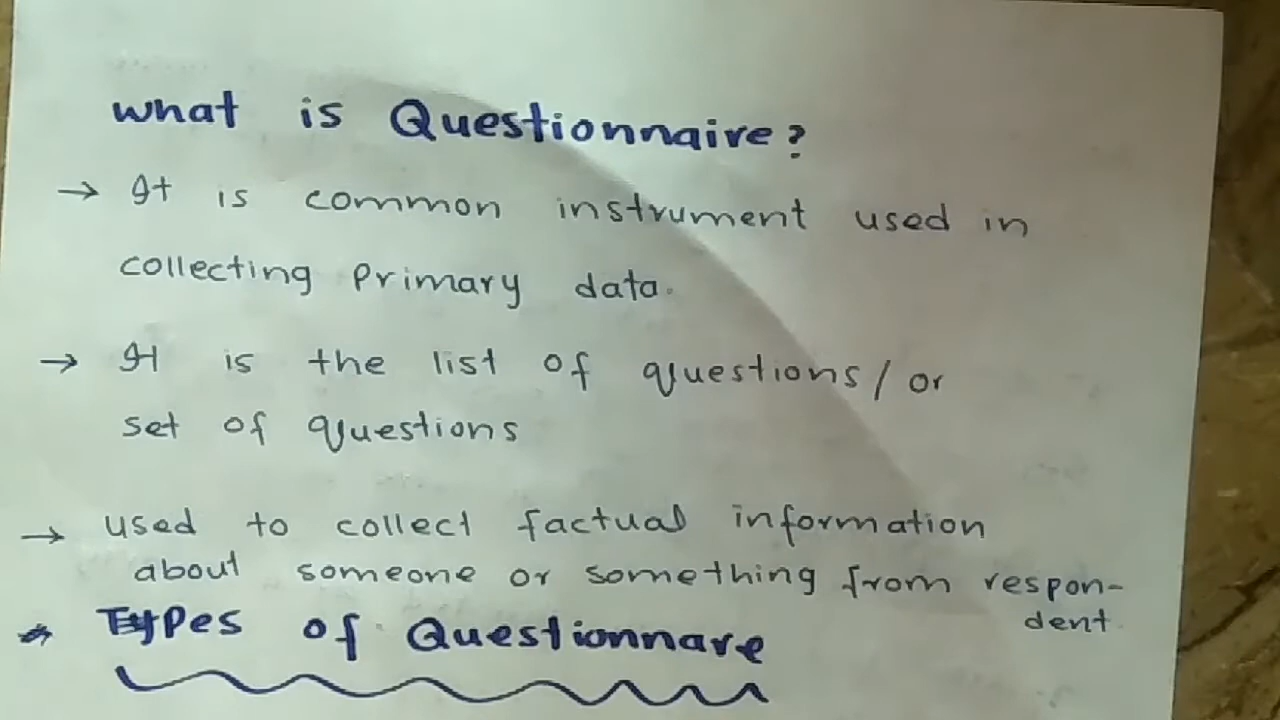 what is Questionnaire?
→ It is common instrument used in
collecting Primary data.
→ It is the list of questions / or
set of questions
→ used to collect factual information
about someone or something from respon-
dent.
* Types of Questionnare